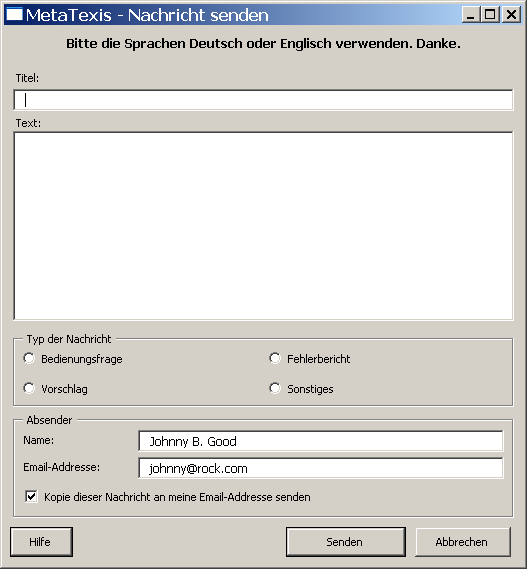 MetaTexis - Nachricht senden
Bitte die Sprachen Deutsch oder Englisch verwenden. Danke.
Titel:
Text:
Typ der Nachricht
Bedienungsfrage
Fehlerbericht
Vorschlag
Sonstiges
Absender
Name:
Johnny B. Good
Email-Addresse:
johnny@rock.com
Kopie dieser Nachricht an meine Email-Addresse senden
Hilfe
Senden
Abbrechen